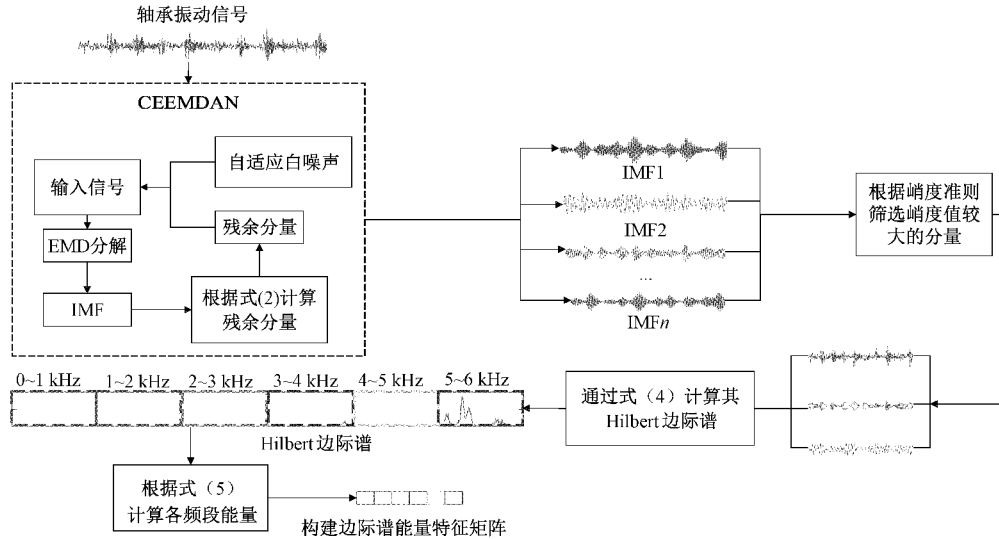 轴承振动信号
CEEMDAN
自适应白噪声
输入信号
残余分量
EMD分解
IMF
根据式(2)计算
残余分量
IMF1
IMF2
...
IMFn
根据峭度准则
筛选峭度值较
大的分量
0~1 kHz
1~2 kHz
2~3 kHz
3~4 kHz
4~5 kHz
5~6 kHz
Hilbert边际谱
通过式（4）计算其
Hilbert边际谱
根据式（5）
计算各频段能量
构建边际谱能量特征矩阵